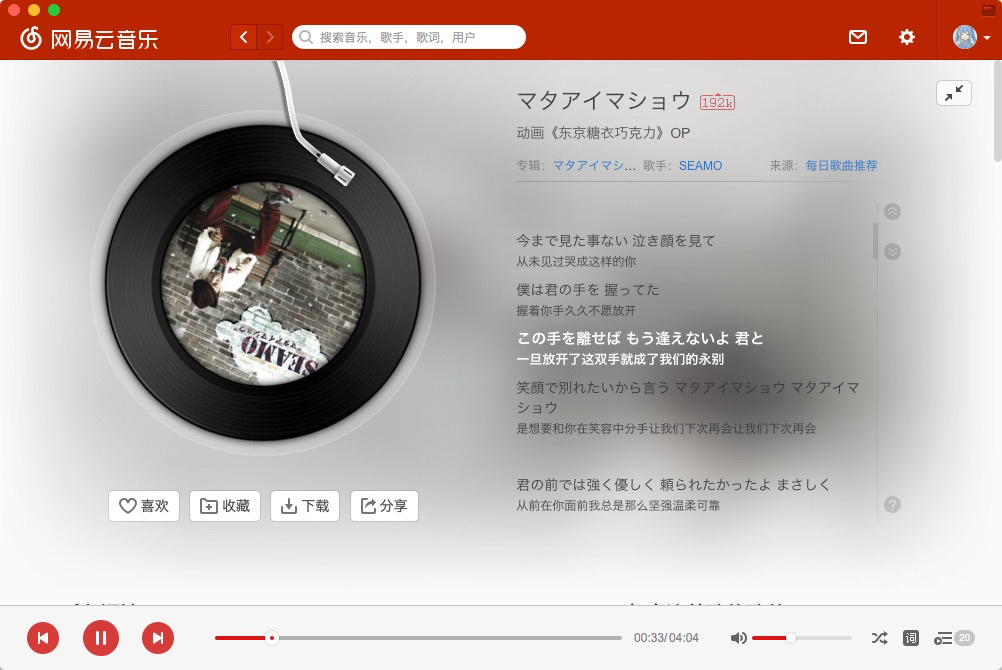 网易云音乐
搜索音乐，歌手，歌词，用户
マタアイマショウ 192k
动画《东京糖衣巧克力》OP
专辑： マタアイマシ... 歌手： SEAMO 来源： 每日歌曲推荐
今まで見た事ない 泣き顔を見て
从未见过哭成这样的你
僕は君の手を 握ってた
握着你手久久不愿放开
この手を離せば もう逢えないよ 君と
一旦放开了这双手就成了我们的永别
笑顔で別れたいから言う マタアイマショウ マタアイマ
ショウ
是想要和你在笑容中分手让我们下次再会让我们下次再会
君の前では強く優しく 頼られたかったよ まさしく
从前在你面前我总是那么坚强温柔可靠
?
SEAMO
喜欢 收藏 下载 分享
00:33/04:04 词 20